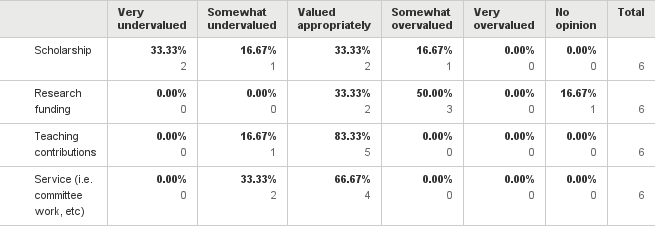 Very undervalued Somewhat undervalued Valued appropriately Somewhat overvalued Very overvalued No opinion Total
Scholarship 33.33% 16.67% 33.33% 16.67% 0.00% 0.00%
2 1 2 1 0 0 6
Research funding 0.00% 0.00% 33.33% 50.00% 0.00% 16.67%
0 0 2 3 0 1 6
Teaching contributions 0.00% 16.67% 83.33% 0.00% 0.00% 0.00%
0 1 5 0 0 0 6
Service (i.e. committee work, etc) 0.00% 33.33% 66.67% 0.00% 0.00% 0.00%
0 2 4 0 0 0 6